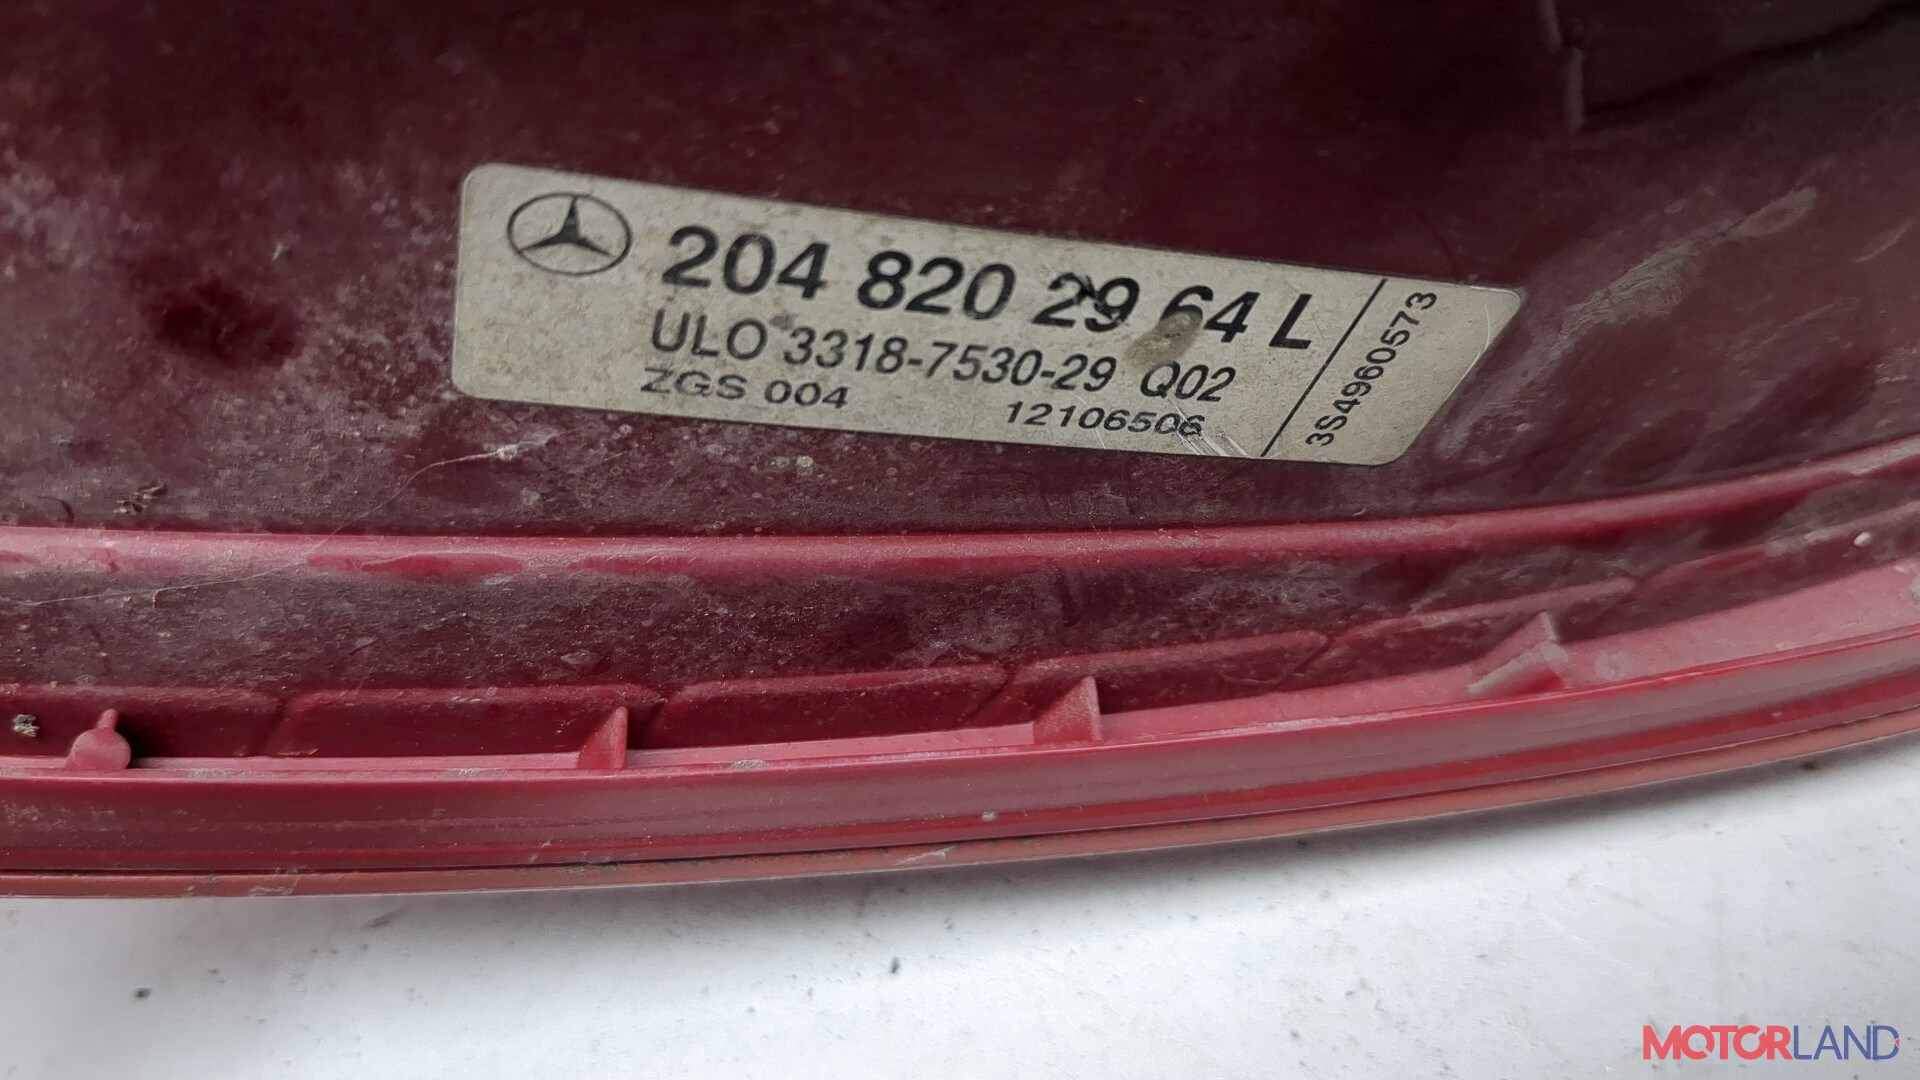 204 820 29 64 L
ULO 3318-7530-29 Q02
ZGS 004 12106506
3S4960573
MOTORLAND